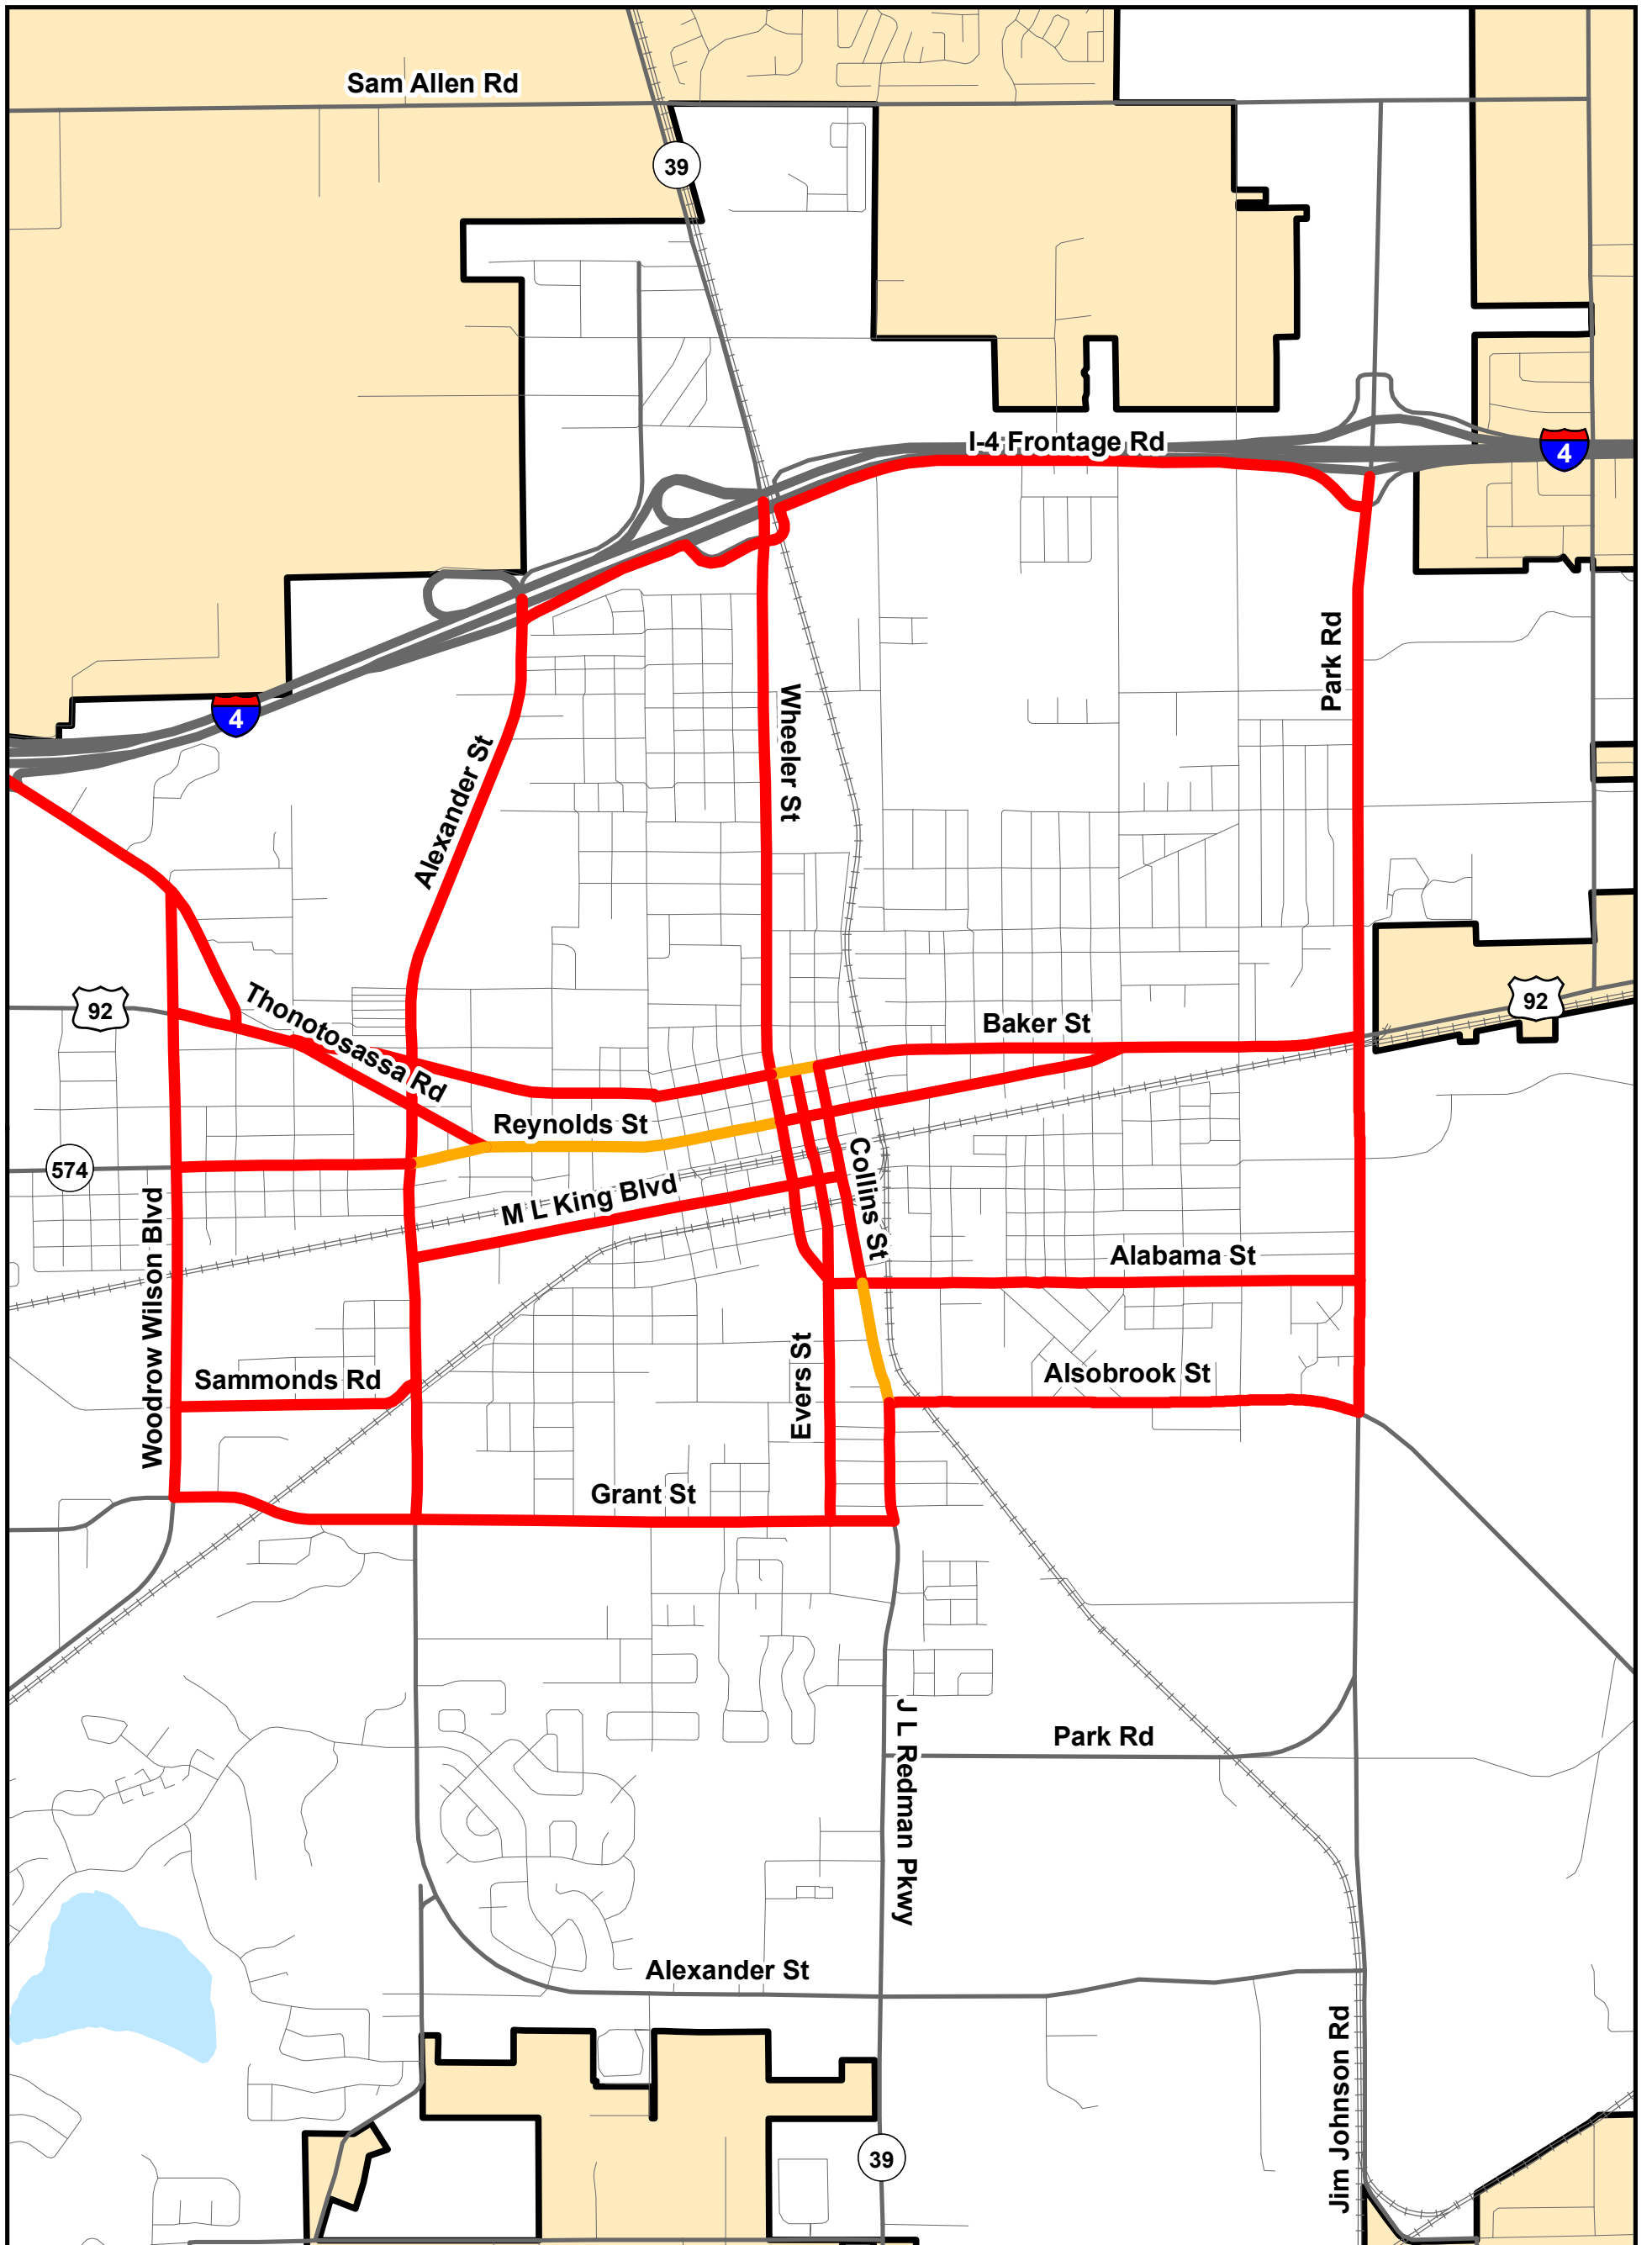 Sam Allen Rd
39
I-4 Frontage Rd
4
Park Rd
4
Wheeler St
Alexander St
92
92
Thonotosassa Rd
Baker St
Reynolds St
574
Collins St
M L King Blvd
Woodrow Wilson Blvd
Alabama St
Evers St
Sammonds Rd
Alsobrook St
Grant St
J L Redman Pkwy
Park Rd
Alexander St
Jim Johnson Rd
39